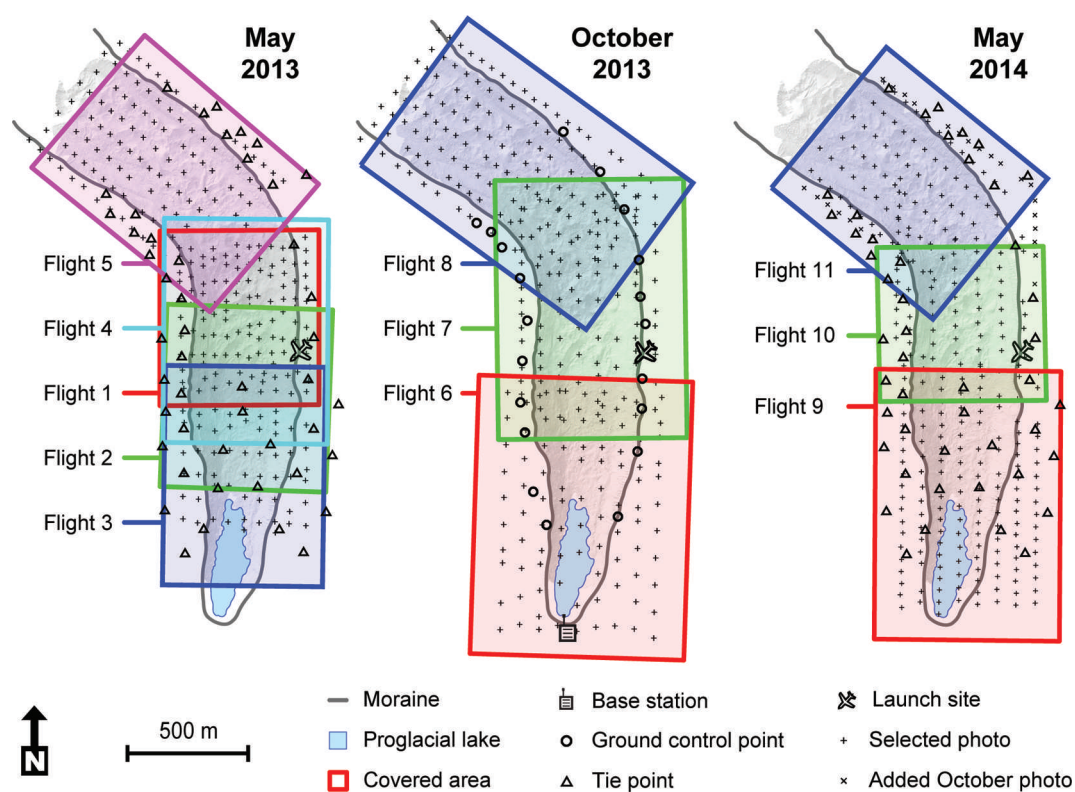 May
2013
October
2013
May
2014
Flight 5
Flight 4
Flight 1
Flight 2
Flight 3
Flight 8
Flight 7
Flight 6
Flight 11
Flight 10
Flight 9
N
500 m
Moraine
Proglacial lake
Covered area
Base station
Ground control point
Tie point
Launch site
Selected photo
Added October photo